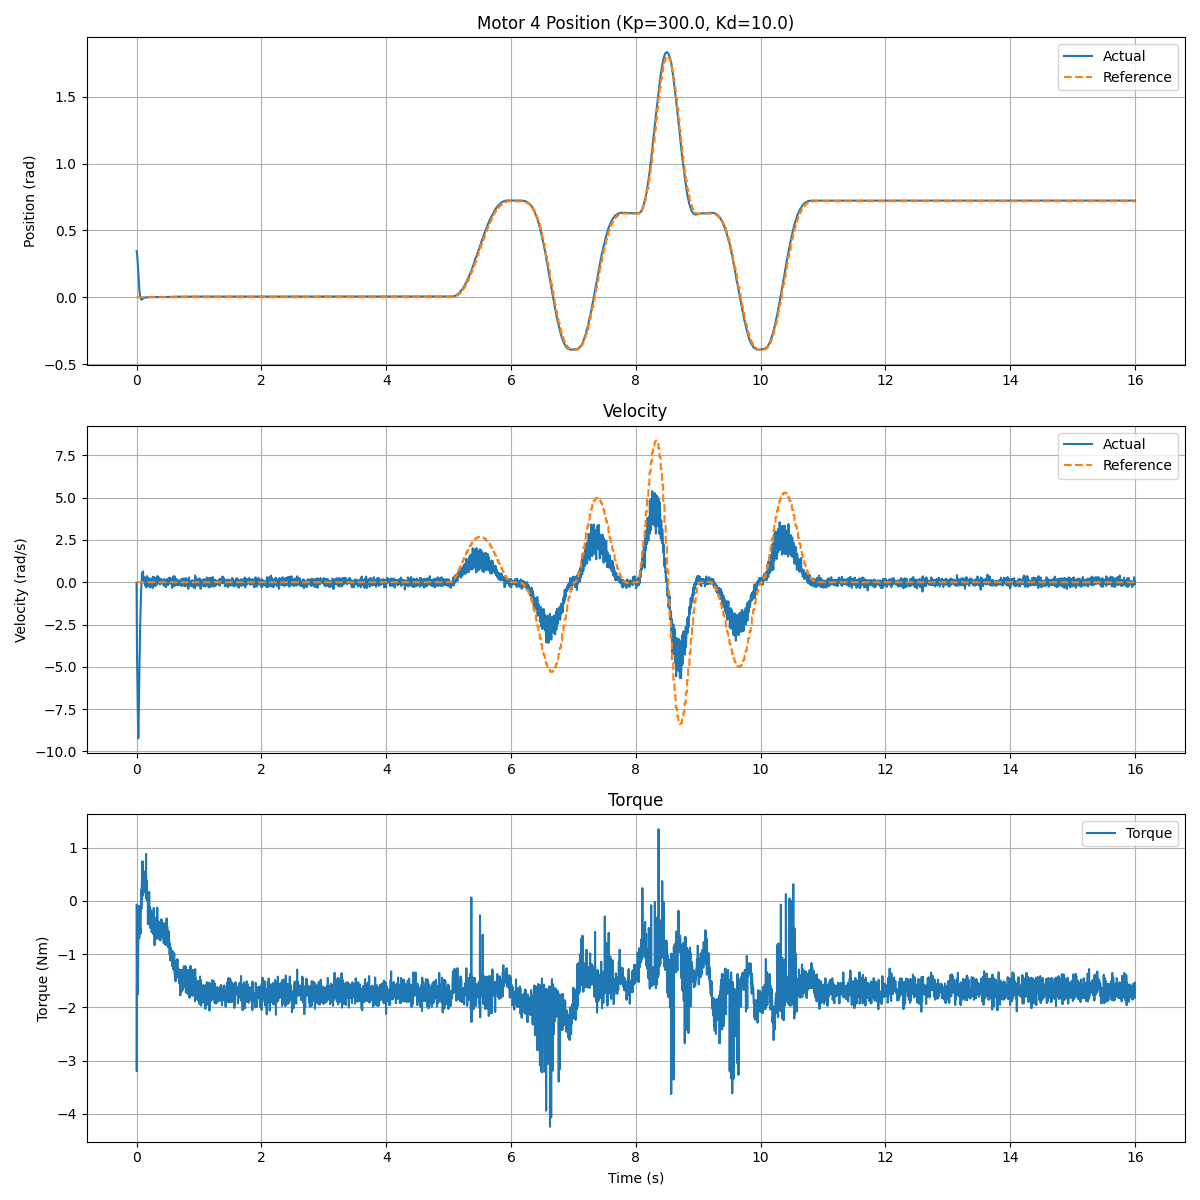 Motor 4 Position (Kp=300.0, Kd=10.0)
Actual
Reference
Position (rad)
1.5
1.0
0.5
0.0
−0.5
0 2 4 6 8 10 12 14 16
Velocity
Actual
Reference
Velocity (rad/s)
7.5
5.0
2.5
0.0
−2.5
−5.0
−7.5
−10.0
0 2 4 6 8 10 12 14 16
Torque
Torque
Torque (Nm)
1
0
−1
−2
−3
−4
0 2 4 6 8 10 12 14 16
Time (s)